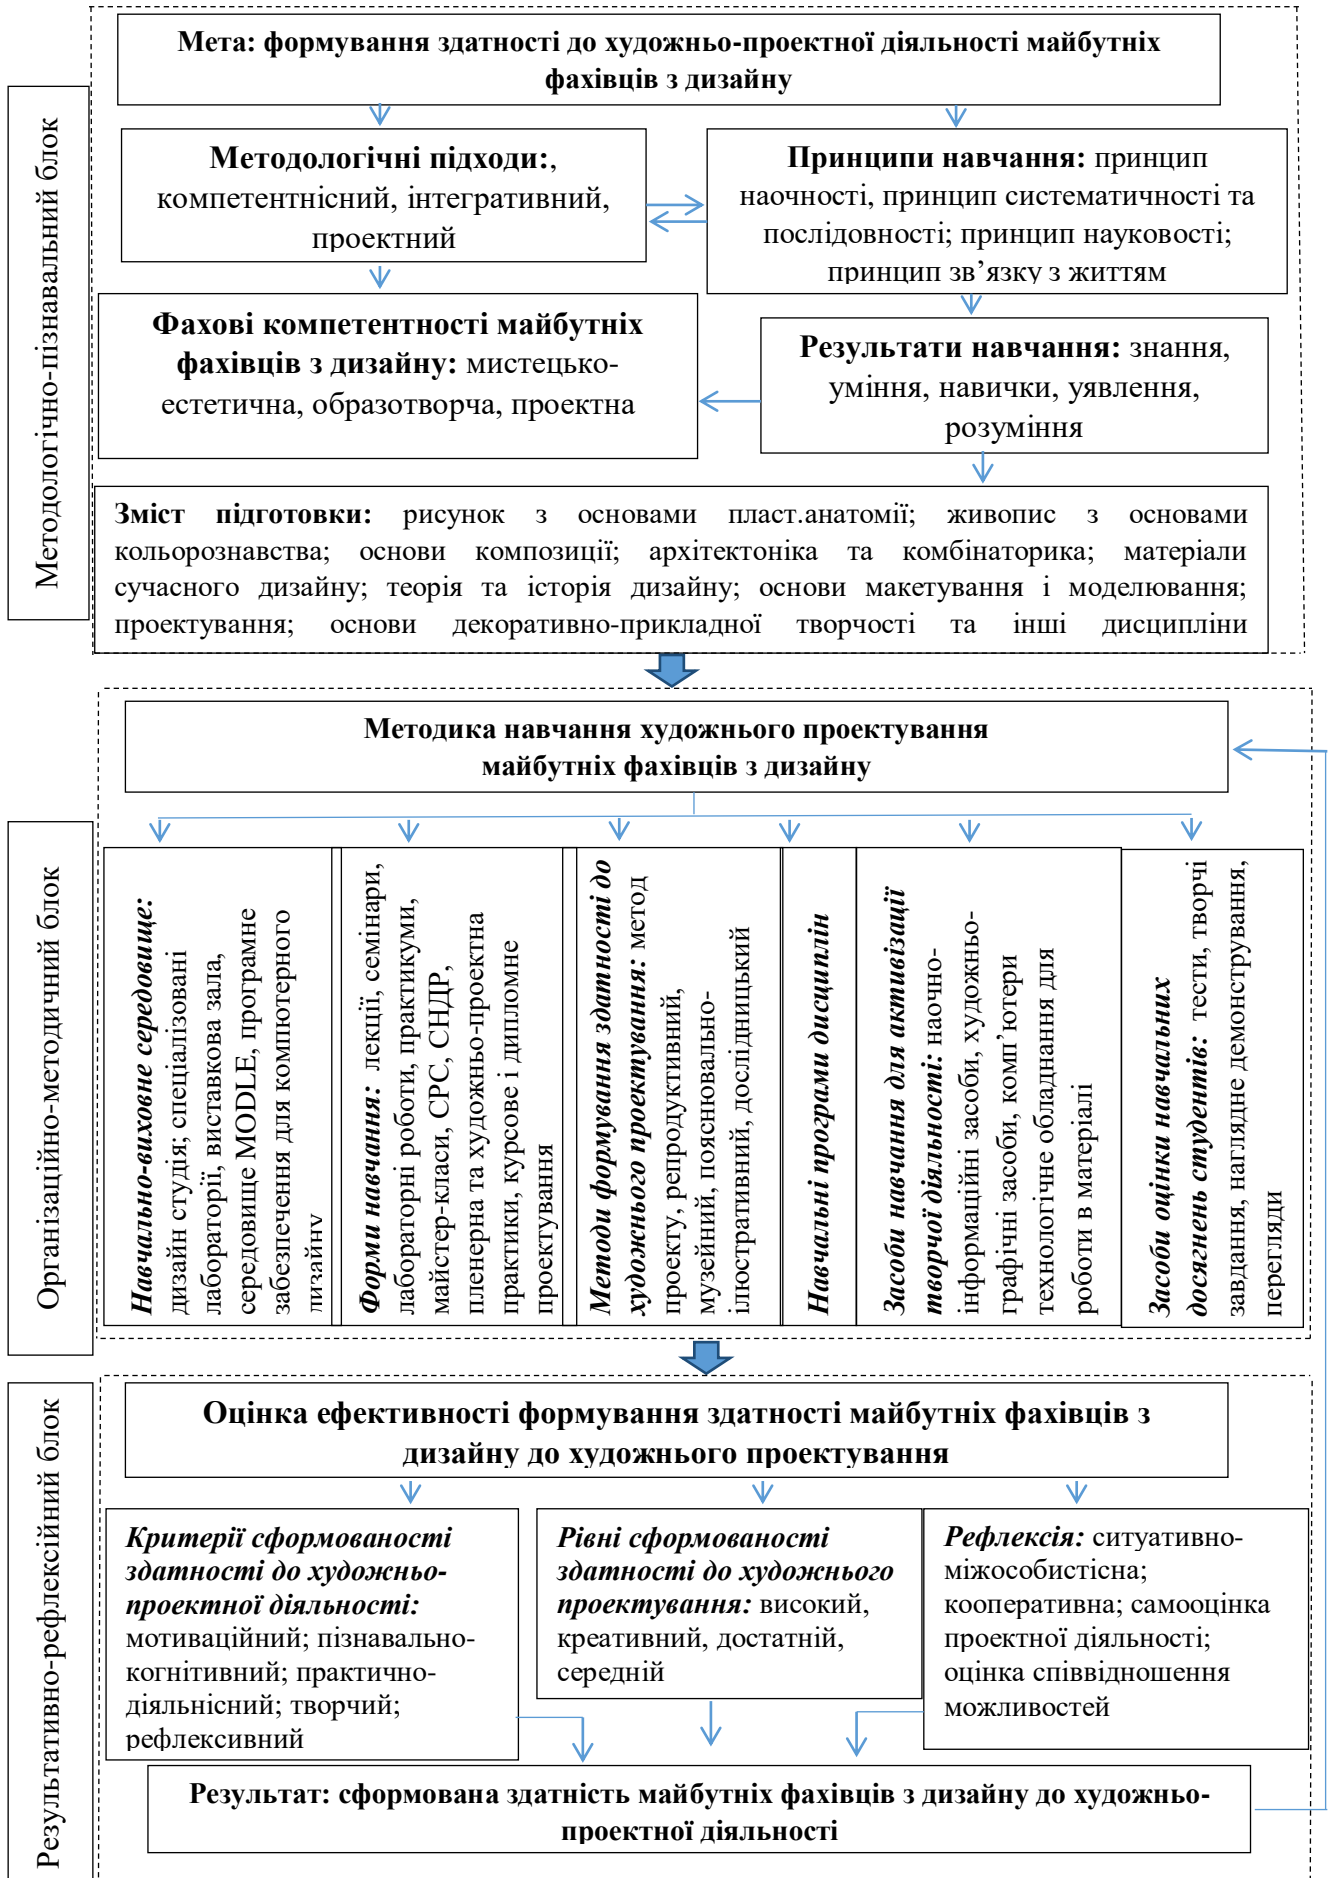 Мета: формування здатності до художньо-проектної діяльності майбутніх
фахівців з дизайну
Методологічно-пізнавальний блок
Методологічні підходи:,
компетентнісний, інтегративний,
проектний
Принципи навчання: принцип
наочності, принцип систематичності та
послідовності; принцип науковості;
принцип зв’язку з життям
Фахові компетентності майбутніх
фахівців з дизайну: мистецько-
естетична, образотворча, проектна
Результати навчання: знання,
уміння, навички, уявлення,
розуміння
Зміст підготовки: рисунок з основами пласт.анатомії; живопис з основами
кольорознавства; основи композиції; архітектоніка та комбінаторика; матеріали
сучасного дизайну; теорія та історія дизайну; основи макетування і моделювання;
проектування; основи декоративно-прикладної творчості та інші дисципліни
Методика навчання художнього проектування
майбутніх фахівців з дизайну
Організаційно-методичний блок
Навчально-виховне середовище:
дизайн студія; спеціалізовані
лабораторії, виставкова зала,
середовище MODLE, програмне
забезпечення для компютерного
дизайну
Форми навчання: лекції, семінари,
лабораторні роботи, практикуми,
майстер-класи, СРС, СНДР,
пленерна та художньо-проектна
практики, курсове і дипломне
проектування
Методи формування здатності до
художнього проектування: метод
проекту, репродуктивний,
музейний, пояснювально-
ілюстративний, дослідницький
Навчальні програми дисциплін
Засоби навчання для активізації
творчої діяльності: наочно-
інформаційні засоби, художньо-
графічні засоби, комп’ютери
технологічне обладнання для
роботи в матеріалі
Засоби оцінки навчальних
досягнень студентів: тести, творчі
завдання, наглядне демонстрування,
перегляди
Результативно-рефлексійний блок
Оцінка ефективності формування здатності майбутніх фахівців з
дизайну до художнього проектування
Критерії сформованості
здатності до художньо-
проектної діяльності:
мотиваційний; пізнавально-
когнітивний; практично-
діяльнісний; творчий;
рефлексивний
Рівні сформованості
здатності до художнього
проектування: високий,
креативний, достатній,
середній
Рефлексія: ситуативно-
міжособистісна;
кооперативна; самооцінка
проектної діяльності;
оцінка співвідношення
можливостей
Результат: сформована здатність майбутніх фахівців з дизайну до художньо-
проектної діяльності